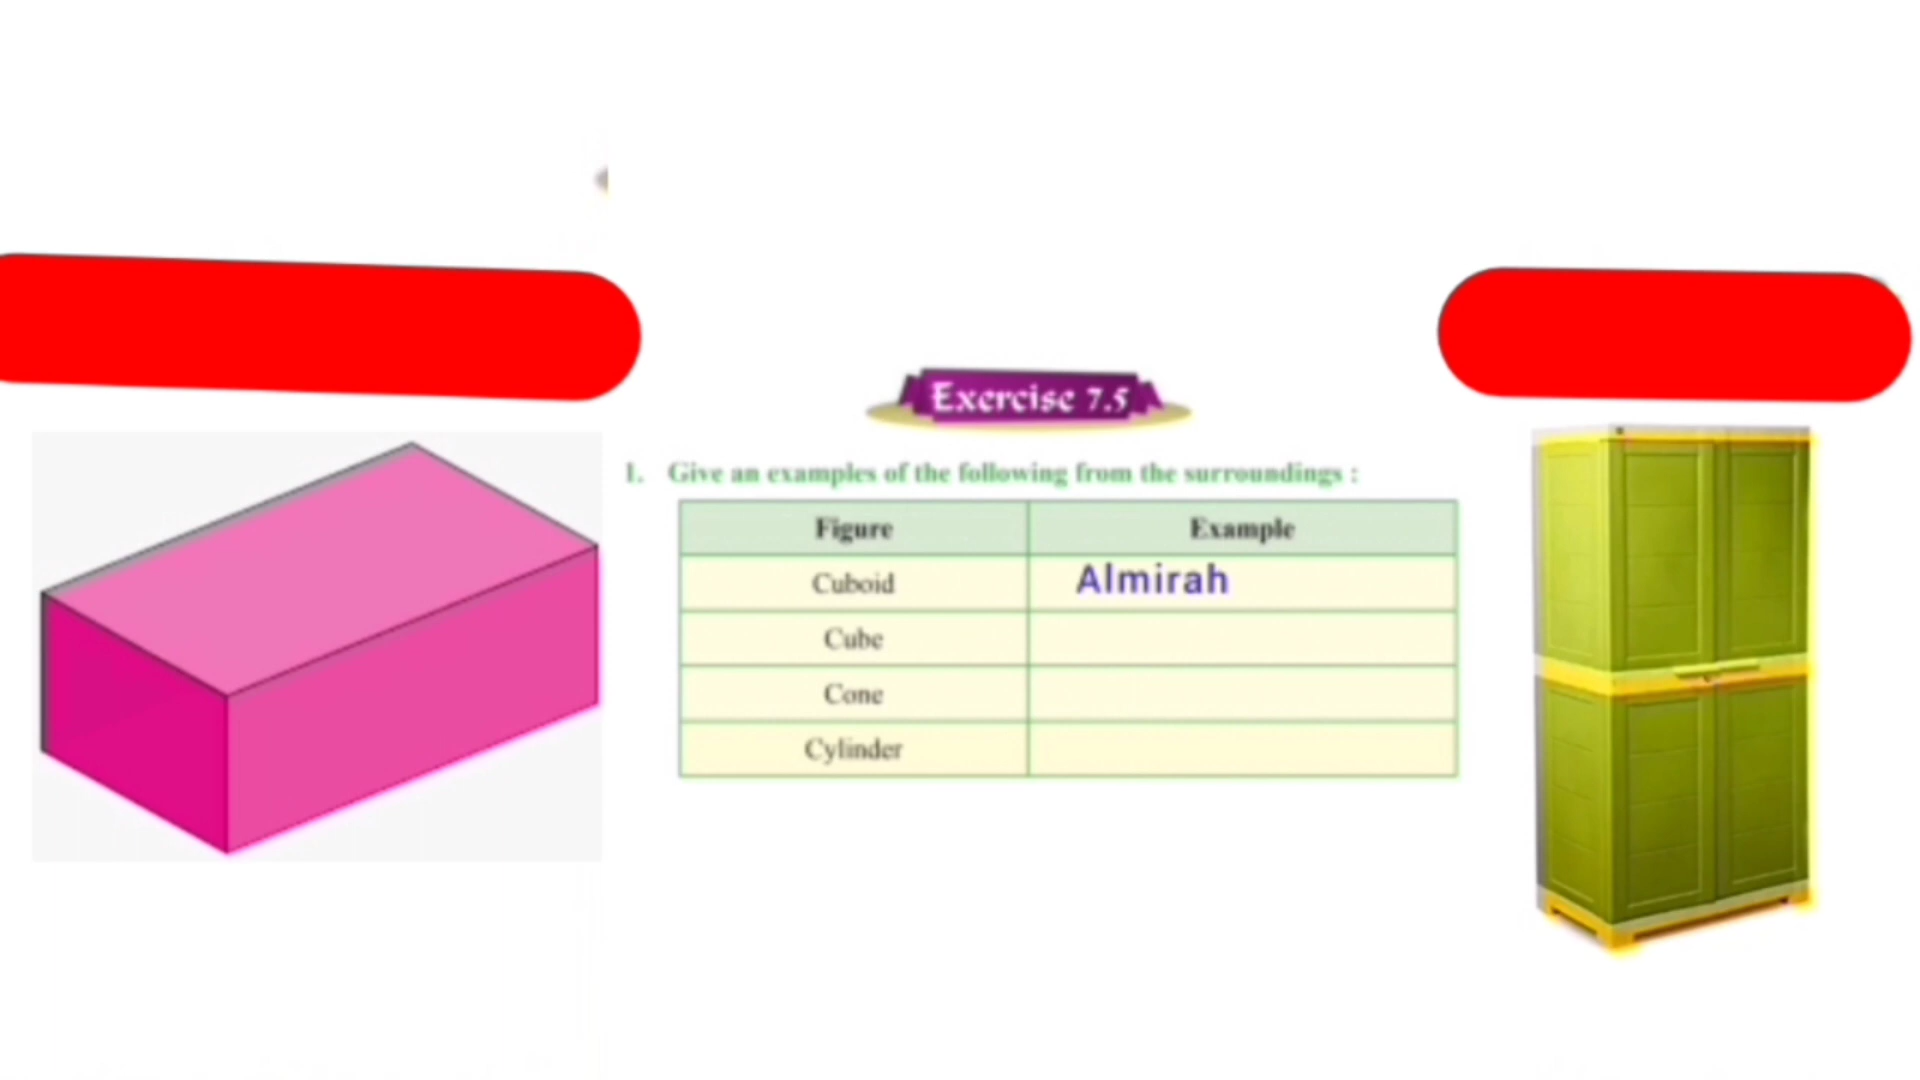 Exercise 7.5
1. Give an examples of the following from the surroundings :
Figure Example
Cuboid Almirah
Cube
Cone
Cylinder